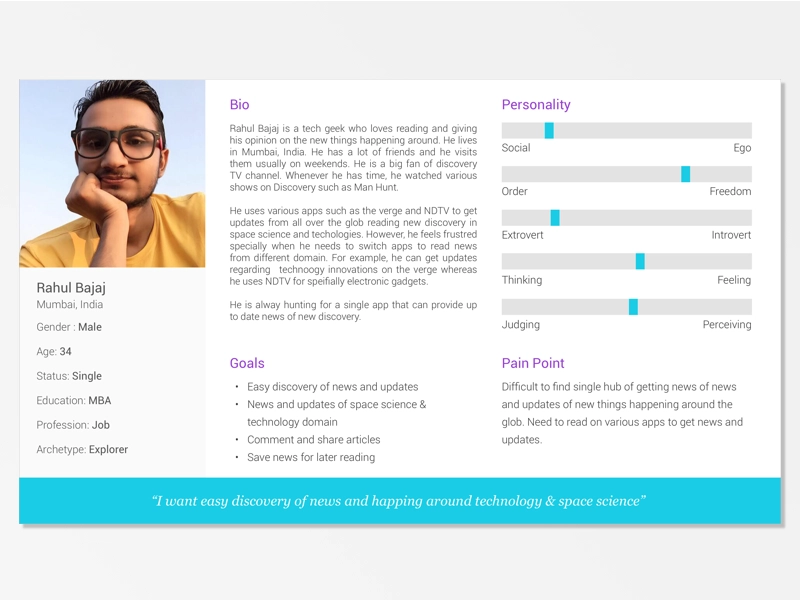 Rahul Bajaj
Mumbai, India
Gender : Male
Age: 34
Status: Single
Education: MBA
Profession: Job
Archetype: Explorer
Bio
Rahul Bajaj is a tech geek who loves reading and giving
his opinion on the new things happening around. He lives
in Mumbai, India. He has a lot of friends and he visits
them usually on weekends. He is a big fan of discovery
TV channel. Whenever he has time, he watched various
shows on Discovery such as Man Hunt.
He uses various apps such as the verge and NDTV to get
updates from all over the glob reading new discovery in
space science and techologies. However, he feels frustred
specially when he needs to switch apps to read news
from different domain. For example, he can get updates
regarding technoogy innovations on the verge whereas
he uses NDTV for speifially electronic gadgets.
He is alway hunting for a single app that can provide up
to date news of new discovery.
Goals
• Easy discovery of news and updates
• News and updates of space science &
technology domain
• Comment and share articles
• Save news for later reading
Personality
Social Ego
Order Freedom
Extrovert Introvert
Thinking Feeling
Judging Perceiving
Pain Point
Difficult to find single hub of getting news of news
and updates of new things happening around the
glob. Need to read on various apps to get news and
updates.
“I want easy discovery of news and happing around technology & space science”